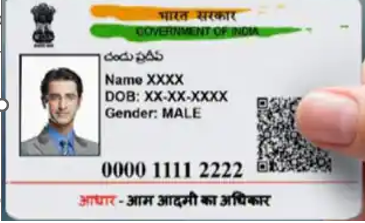 भारत सरकार
GOVERNMENT OF INDIA
చందు ప్రదీప్
Name XXXX
DOB: XX-XX-XXXX
Gender: MALE
0000 1111 2222
आधार - आम आदमी का अधिकार